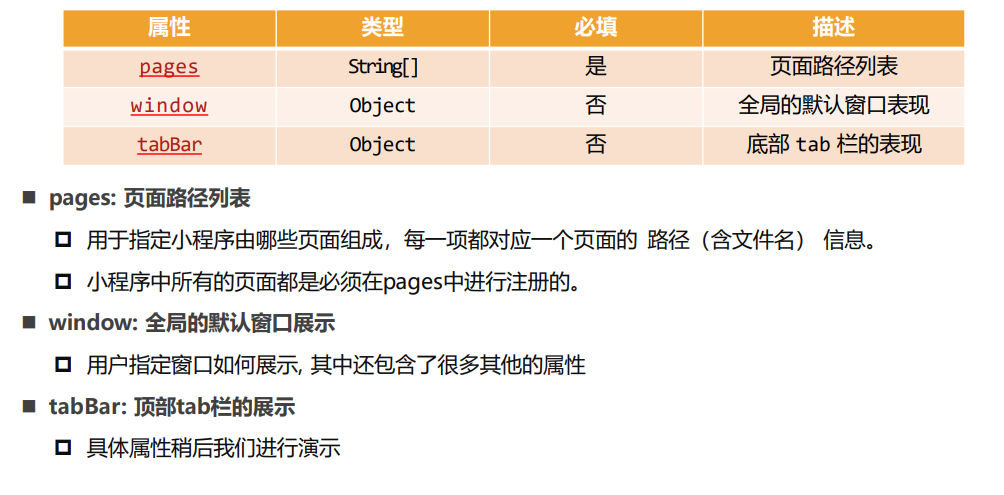 属性 类型 必填 描述
pages String[] 是 页面路径列表
window Object 否 全局的默认窗口表现
tabBar Object 否 底部 tab 栏的表现
pages: 页面路径列表
用于指定小程序由哪些页面组成，每一项都对应一个页面的 路径（含文件名） 信息。
小程序中所有的页面都是必须在pages中进行注册的。
window: 全局的默认窗口展示
用户指定窗口如何展示, 其中还包含了很多其他的属性
tabBar: 顶部tab栏的展示
具体属性稍后我们进行演示